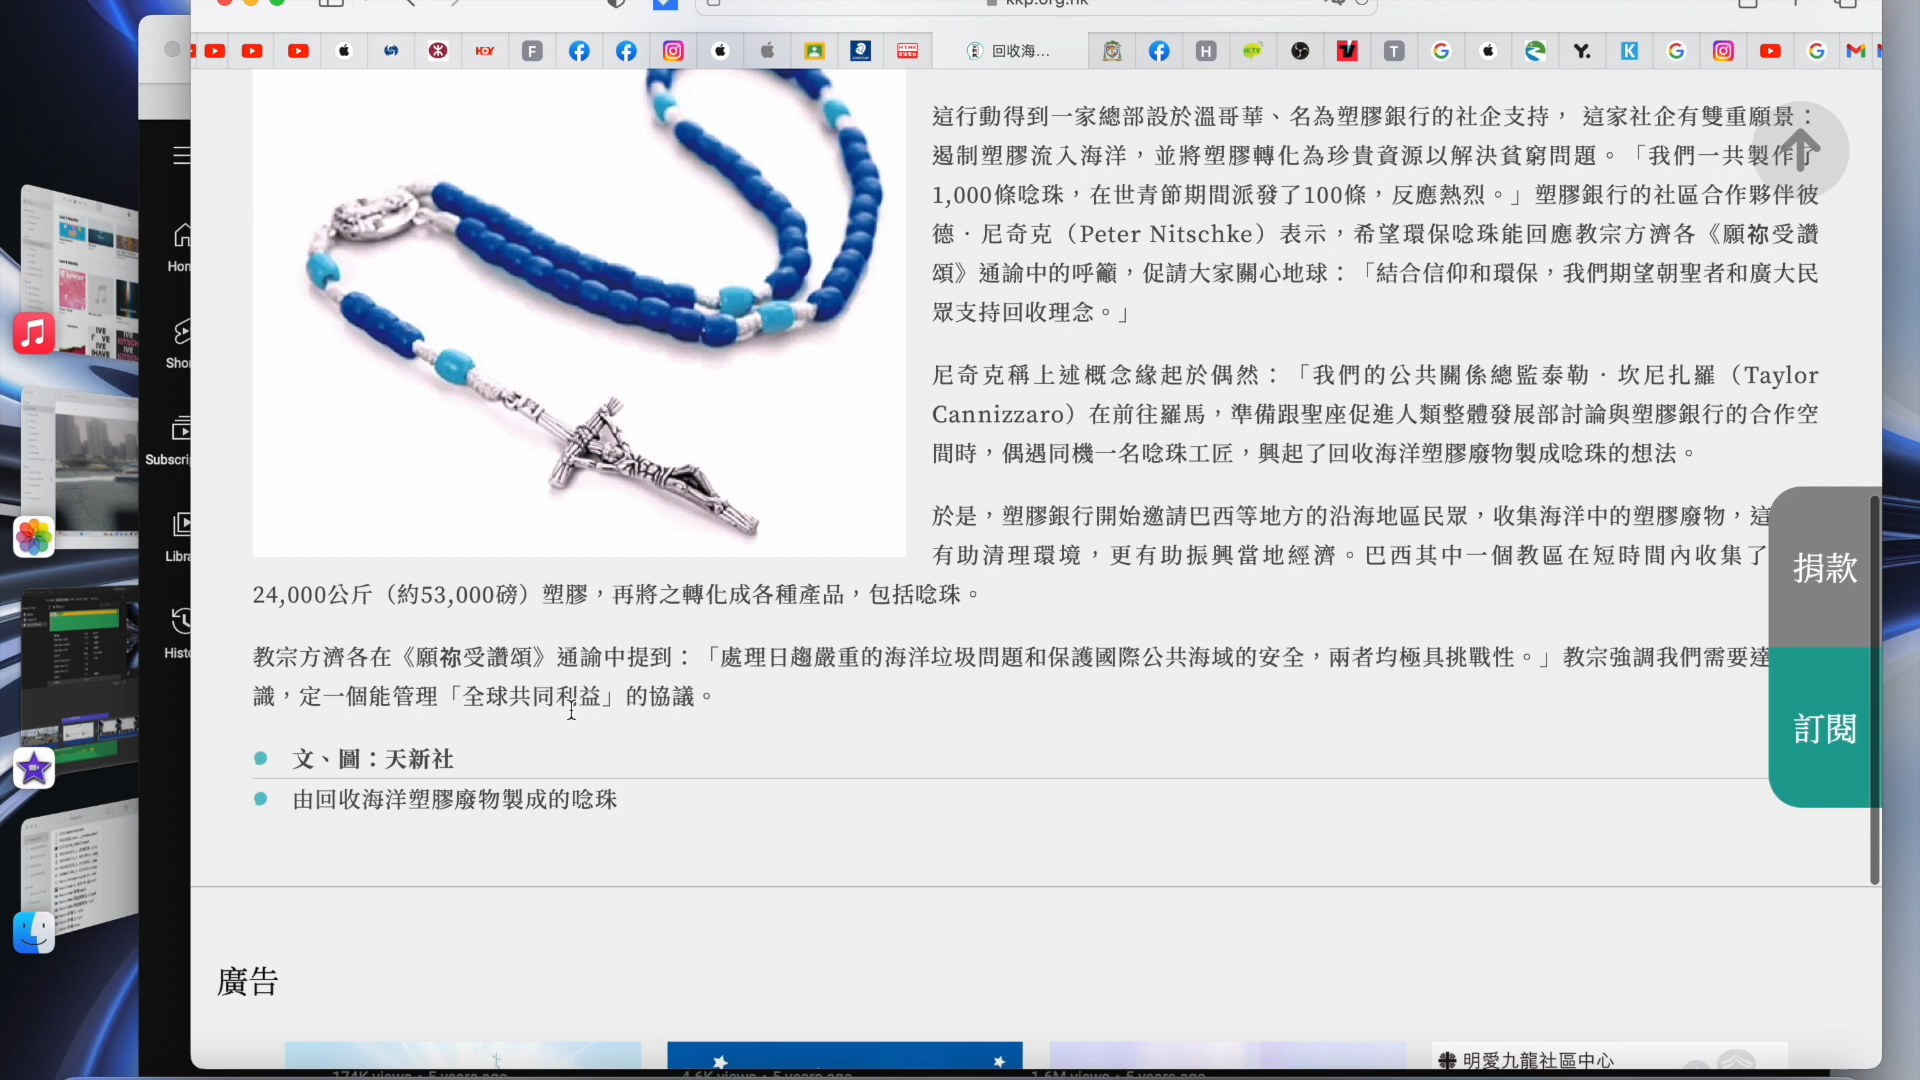 kkp.org.hk
回收海...
這行動得到一家總部設於溫哥華、名為塑膠銀行的社企支持， 這家社企有雙重願景：
遏制塑膠流入海洋，並將塑膠轉化為珍貴資源以解決貧窮問題。「我們一共製作了
1,000條唸珠，在世青節期間派發了100條，反應熱烈。」塑膠銀行的社區合作夥伴彼
德．尼奇克（Peter Nitschke）表示，希望環保唸珠能回應教宗方濟各《願祢受讚
頌》通諭中的呼籲，促請大家關心地球：「結合信仰和環保，我們期望朝聖者和廣大民
眾支持回收理念。」
尼奇克稱上述概念緣起於偶然：「我們的公共關係總監泰勒．坎尼扎羅（Taylor
Cannizzaro）在前往羅馬，準備跟聖座促進人類整體發展部討論與塑膠銀行的合作空
間時，偶遇同機一名唸珠工匠，興起了回收海洋塑膠廢物製成唸珠的想法。
於是，塑膠銀行開始邀請巴西等地方的沿海地區民眾，收集海洋中的塑膠廢物，這
有助清理環境，更有助振興當地經濟。巴西其中一個教區在短時間內收集了
24,000公斤（約53,000磅）塑膠，再將之轉化成各種產品，包括唸珠。
教宗方濟各在《願祢受讚頌》通諭中提到：「處理日趨嚴重的海洋垃圾問題和保護國際公共海域的安全，兩者均極具挑戰性。」教宗強調我們需要達
識，定一個能管理「全球共同利益」的協議。
文、圖：天新社
由回收海洋塑膠廢物製成的唸珠
捐款
訂閱
廣告
明愛九龍社區中心
Hom
Shor
Subscrip
Libra
Histo
174K views • 5 years ago
4.6K views • 5 years ago
1.6M views • 5 years ago